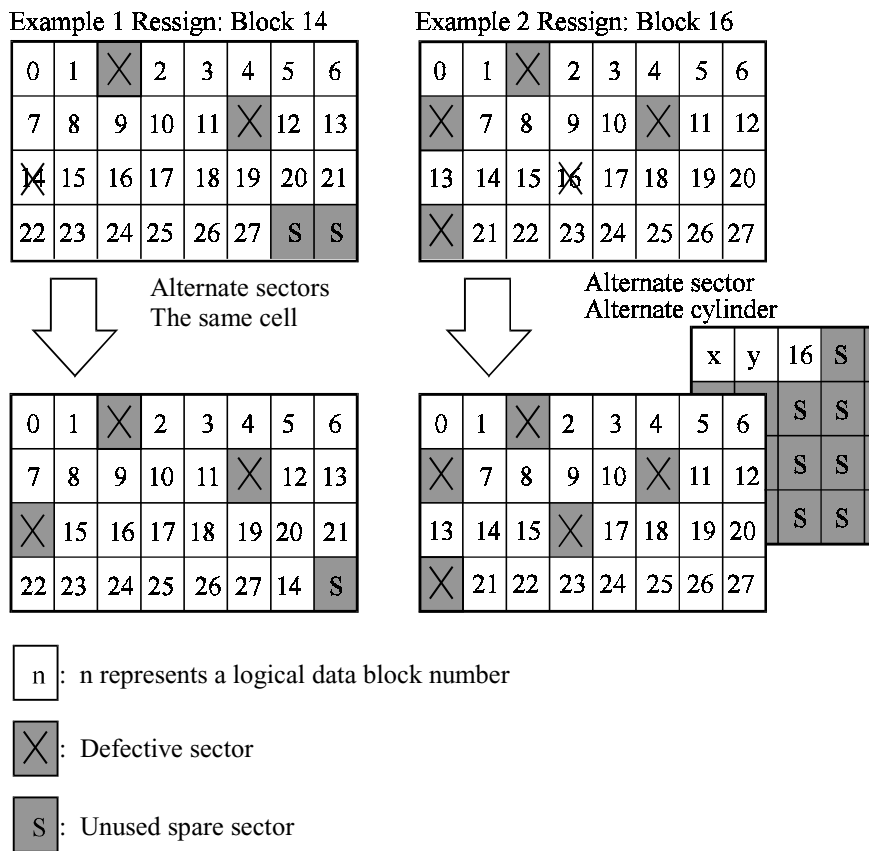 Example 1 Ressign: Block 14
Example 2 Ressign: Block 16
0 1 X 2 3 4 5 6
7 8 9 10 11 X 12 13
14 15 16 17 18 19 20 21
22 23 24 25 26 27 S S
0 1 X 2 3 4 5 6
X 7 8 9 10 X 11 12
13 14 15 16 17 18 19 20
X 21 22 23 24 25 26 27
Alternate sectors
The same cell
Alternate sector
Alternate cylinder
0 1 X 2 3 4 5 6
7 8 9 10 11 X 12 13
X 15 16 17 18 19 20 21
22 23 24 25 26 27 14 S
0 1 X 2 3 4 5 6
X 7 8 9 10 X 11 12
13 14 15 X 17 18 19 20
X 21 22 23 24 25 26 27
x y 16 S
S S
S S
S S
n : n represents a logical data block number
X : Defective sector
S : Unused spare sector